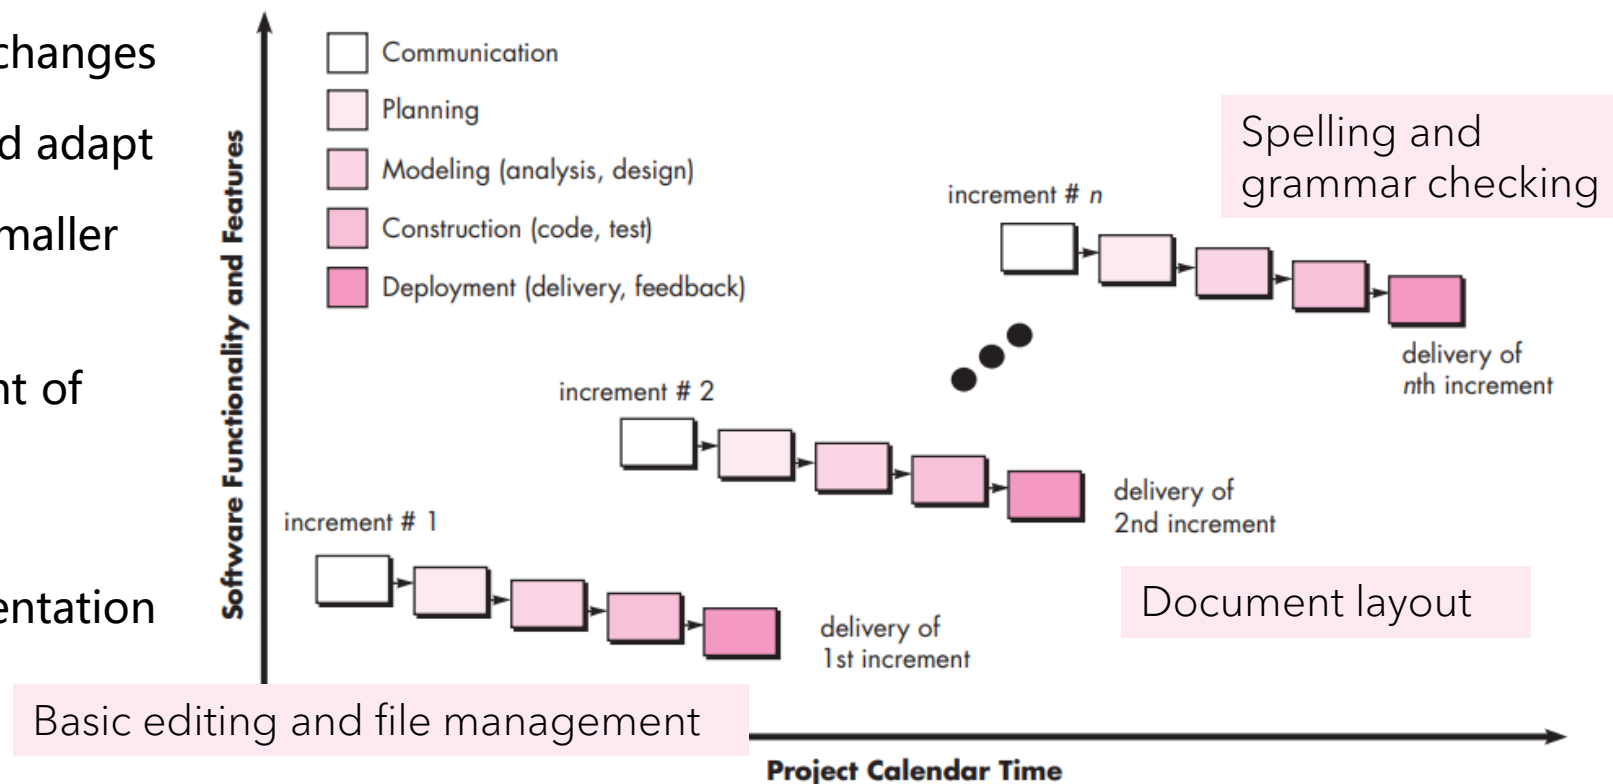 changes
d adapt
maller
nt of
entation
Software Functionality and Features
Communication
Planning
Modeling (analysis, design)
Construction (code, test)
Deployment (delivery, feedback)
increment # 1
delivery of
1st increment
Basic editing and file management
increment # 2
delivery of
2nd increment
Document layout
increment # n
delivery of
nth increment
Spelling and
grammar checking
Project Calendar Time